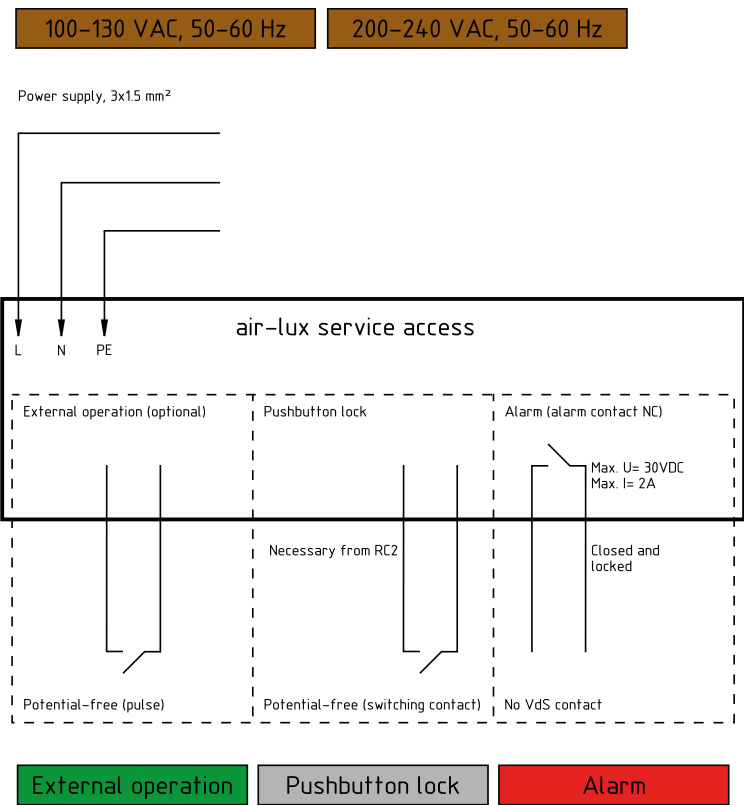 100-130 VAC, 50-60 Hz
200-240 VAC, 50-60 Hz
Power supply, 3x1.5 mm²
air-lux service access
L N PE
External operation (optional)
Pushbutton lock
Alarm (alarm contact NC)
Max. U= 30VDC
Max. I= 2A
Necessary from RC2
Closed and
locked
Potential-free (pulse)
Potential-free (switching contact)
No VdS contact
External operation
Pushbutton lock
Alarm